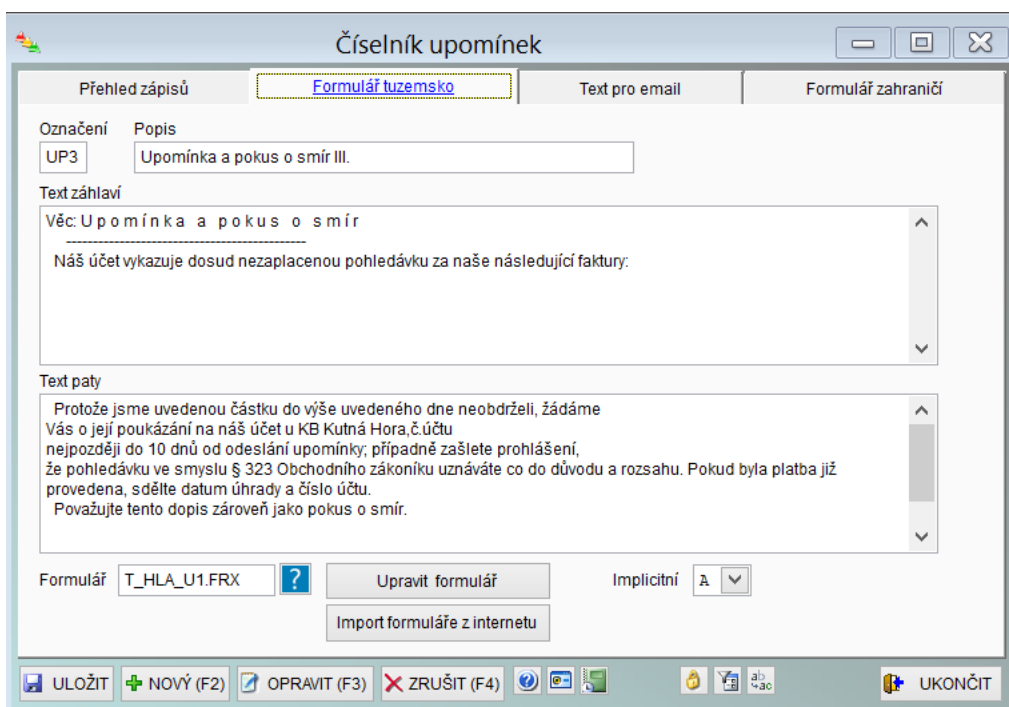 Číselník upomínek
Přehled zápisů
Formulář tuzemsko
Text pro email
Formulář zahraničí
Označení Popis
UP3 Upomínka a pokus o smír III.
Text záhlaví
Věc: U p o m í n k a   a   p o k u s   o   s m í r
----------------------------------------------
Náš účet vykazuje dosud nezaplacenou pohledávku za naše následující faktury:
Text paty
Protože jsme uvedenou částku do výše uvedeného dne neobdrželi, žádáme
Vás o její poukázání na náš účet u KB Kutná Hora,č.účtu
nejpozději do 10 dnů od odeslání upomínky; případně zašlete prohlášení,
že pohledávku ve smyslu § 323 Obchodního zákoníku uznáváte co do důvodu a rozsahu. Pokud byla platba již
provedena, sdělte datum úhrady a číslo účtu.
Považujte tento dopis zároveň jako pokus o smír.
Formulář T_HLA_U1.FRX ? Upravit formulář Implicitní A
Import formuláře z internetu
ULOŽIT NOVÝ (F2) OPRAVIT (F3) ZRUŠIT (F4) ab ac UKONČIT